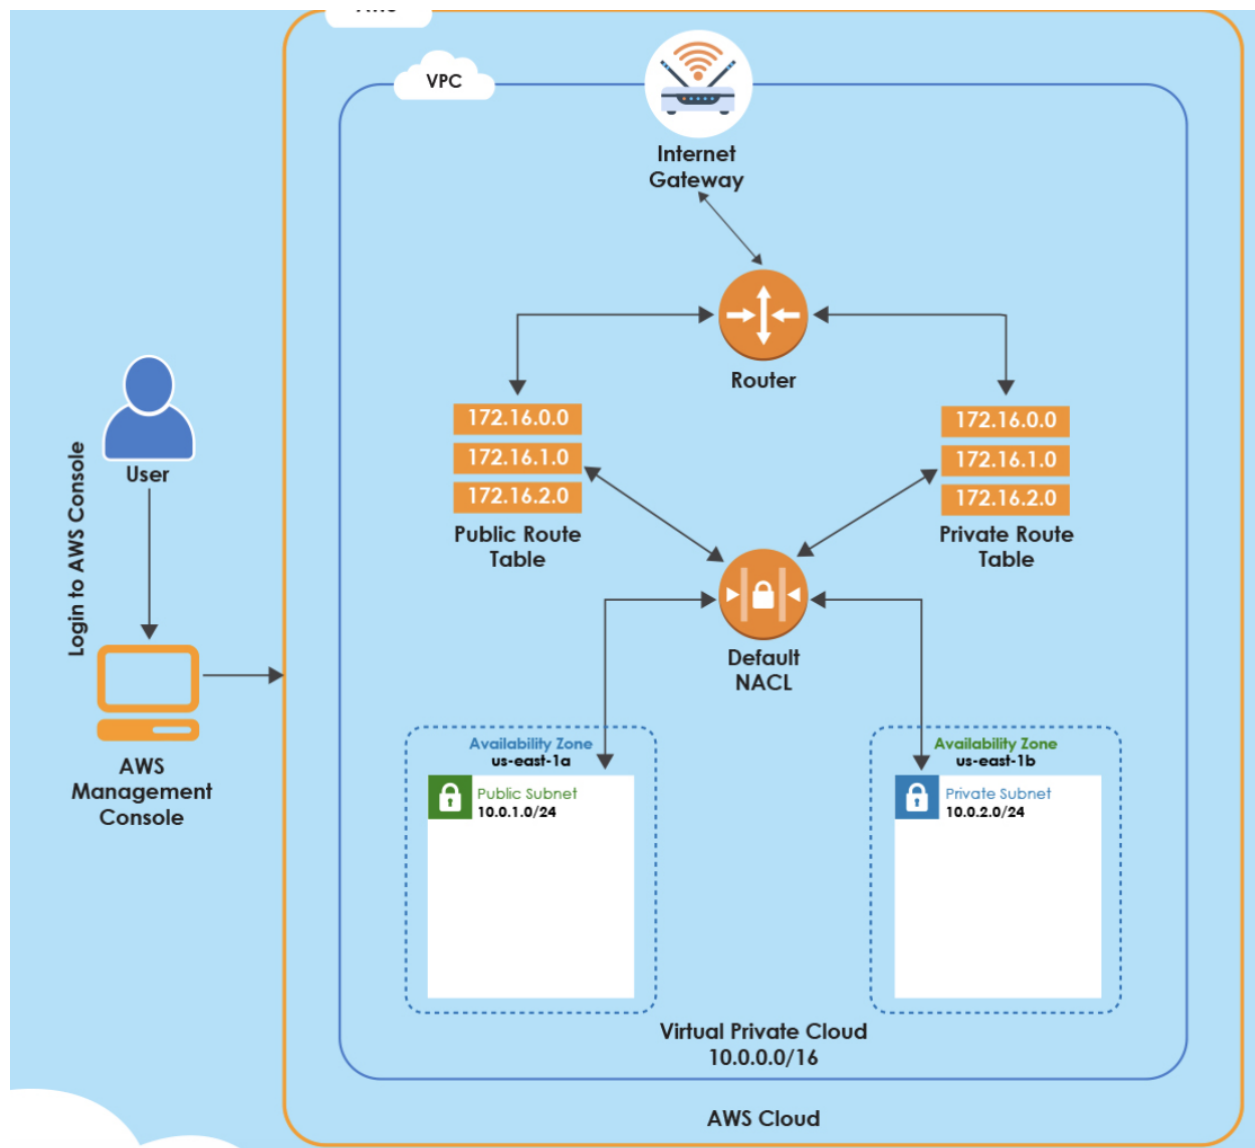 VPC
Internet
Gateway
Router
172.16.0.0
172.16.1.0
172.16.2.0
Public Route
Table
172.16.0.0
172.16.1.0
172.16.2.0
Private Route
Table
User
Login to AWS Console
AWS
Management
Console
Default
NACL
Availability Zone
us-east-1a
Public Subnet
10.0.1.0/24
Availability Zone
us-east-1b
Private Subnet
10.0.2.0/24
Virtual Private Cloud
10.0.0.0/16
AWS Cloud